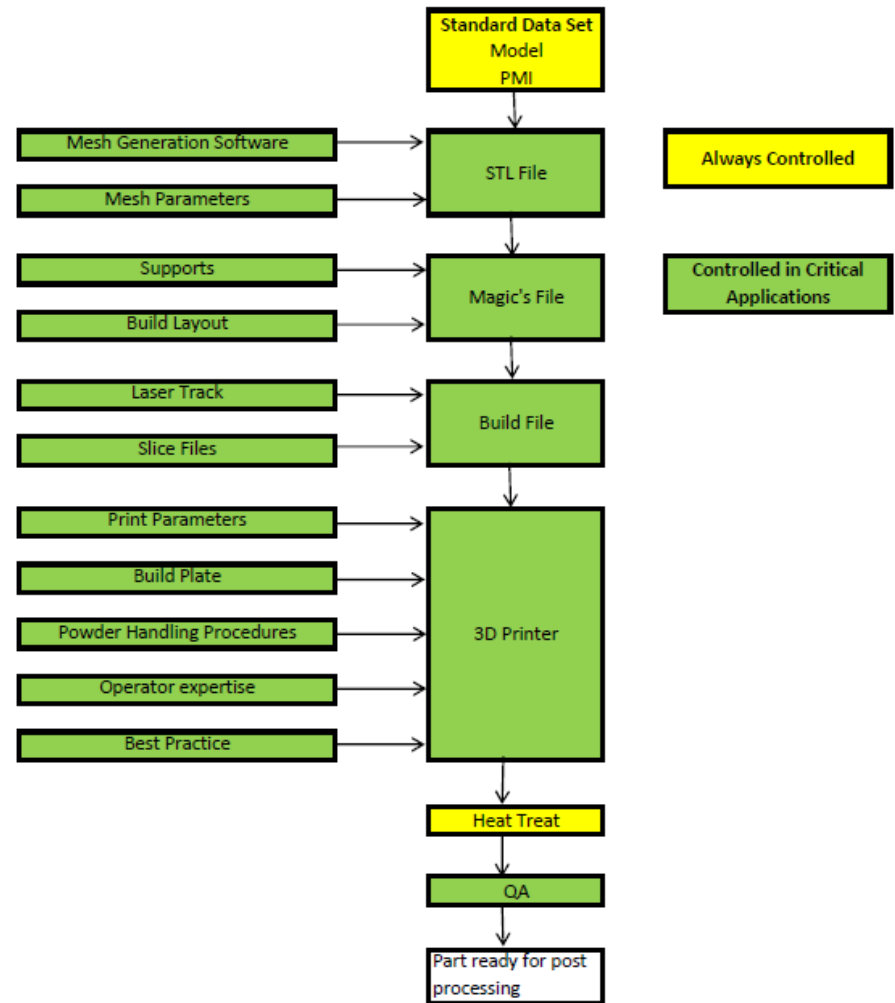 Standard Data Set
Model
PMI
Mesh Generation Software
STL File
Always Controlled
Mesh Parameters
Supports
Magic's File
Controlled in Critical
Applications
Build Layout
Laser Track
Build File
Slice Files
Print Parameters
Build Plate
Powder Handling Procedures
3D Printer
Operator expertise
Best Practice
Heat Treat
QA
Part ready for post
processing